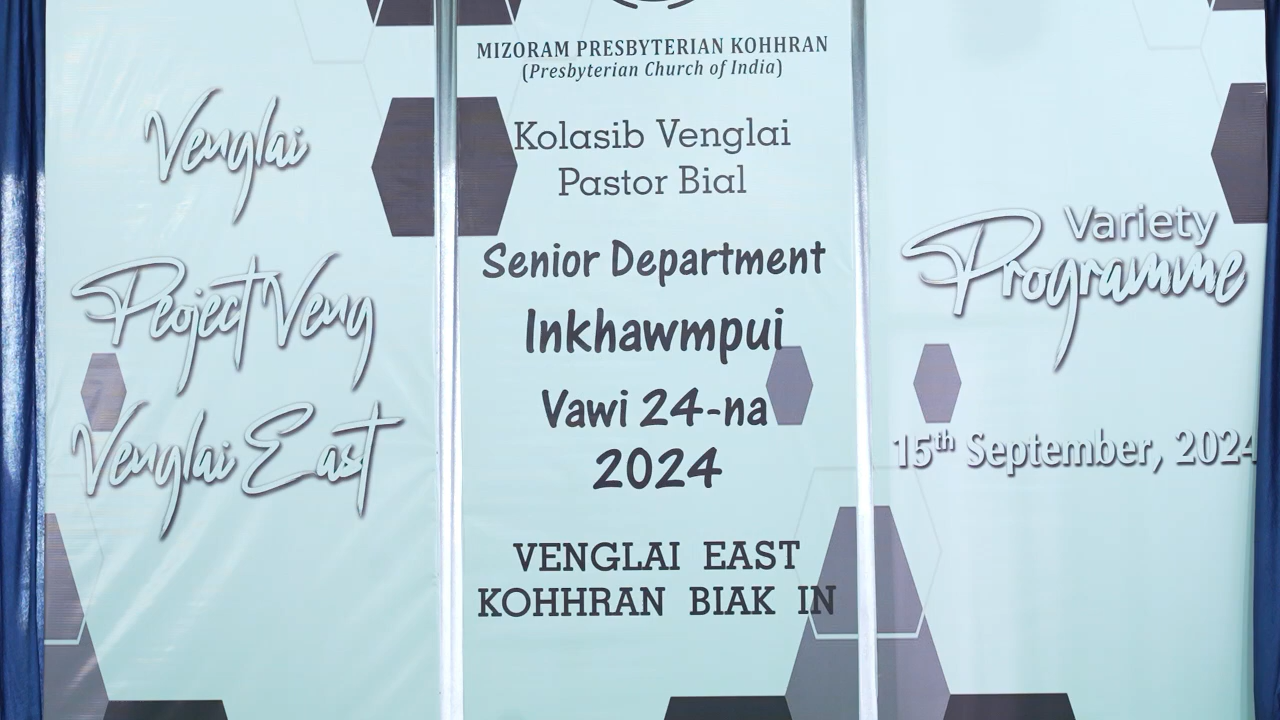 Venglai
Peoject Veng
Venglai East
MIZORAM PRESBYTERIAN KOHHRAN
(Presbyterian Church of India)
Kolasib Venglai
Pastor Bial
Senior Department
Inkhawmpui
Vawi 24-na
2024
VENGLAI EAST
KOHHRAN BIAK IN
Variety
Programme
15th September, 2024